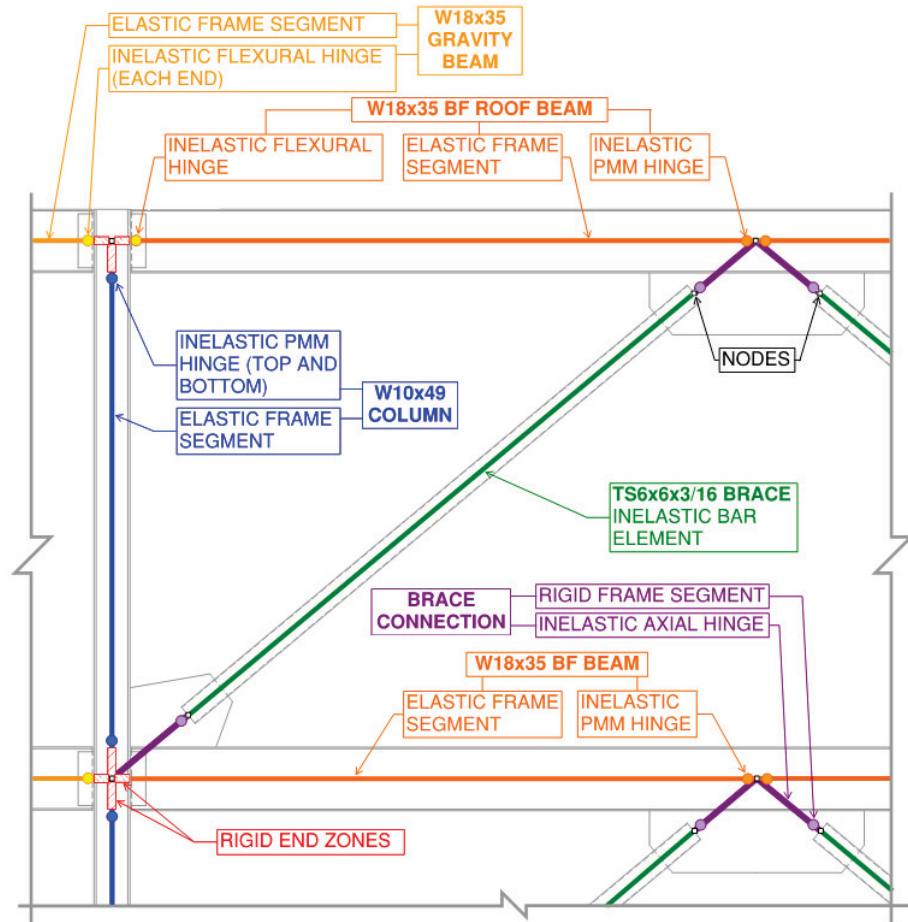 ELASTIC FRAME SEGMENT
W18x35
GRAVITY
BEAM
INELASTIC FLEXURAL HINGE
(EACH END)
W18x35 BF ROOF BEAM
INELASTIC FLEXURAL
HINGE
ELASTIC FRAME
SEGMENT
INELASTIC
PMM HINGE
INELASTIC PMM
HINGE (TOP AND
BOTTOM)
W10x49
COLUMN
ELASTIC FRAME
SEGMENT
NODES
TS6x6x3/16 BRACE
INELASTIC BAR
ELEMENT
BRACE
CONNECTION
RIGID FRAME SEGMENT
INELASTIC AXIAL HINGE
W18x35 BF BEAM
ELASTIC FRAME
SEGMENT
INELASTIC
PMM HINGE
RIGID END ZONES